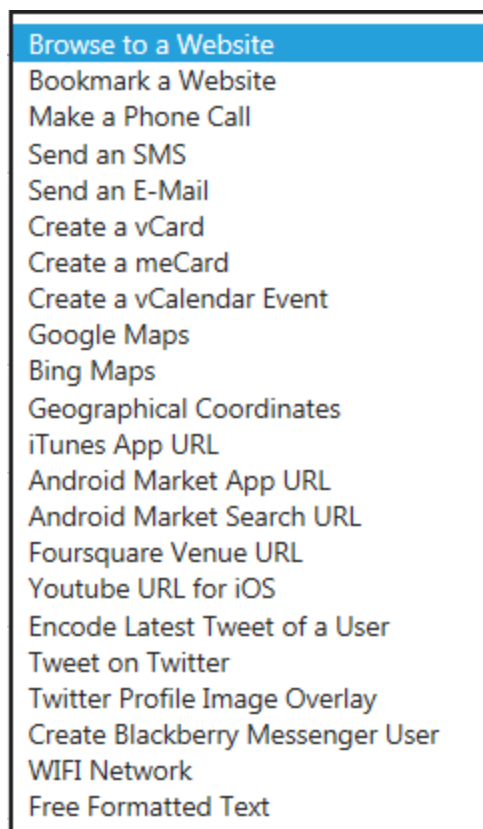 Browse to a Website
Bookmark a Website
Make a Phone Call
Send an SMS
Send an E-Mail
Create a vCard
Create a meCard
Create a vCalendar Event
Google Maps
Bing Maps
Geographical Coordinates
iTunes App URL
Android Market App URL
Android Market Search URL
Foursquare Venue URL
Youtube URL for iOS
Encode Latest Tweet of a User
Tweet on Twitter
Twitter Profile Image Overlay
Create Blackberry Messenger User
WIFI Network
Free Formatted Text